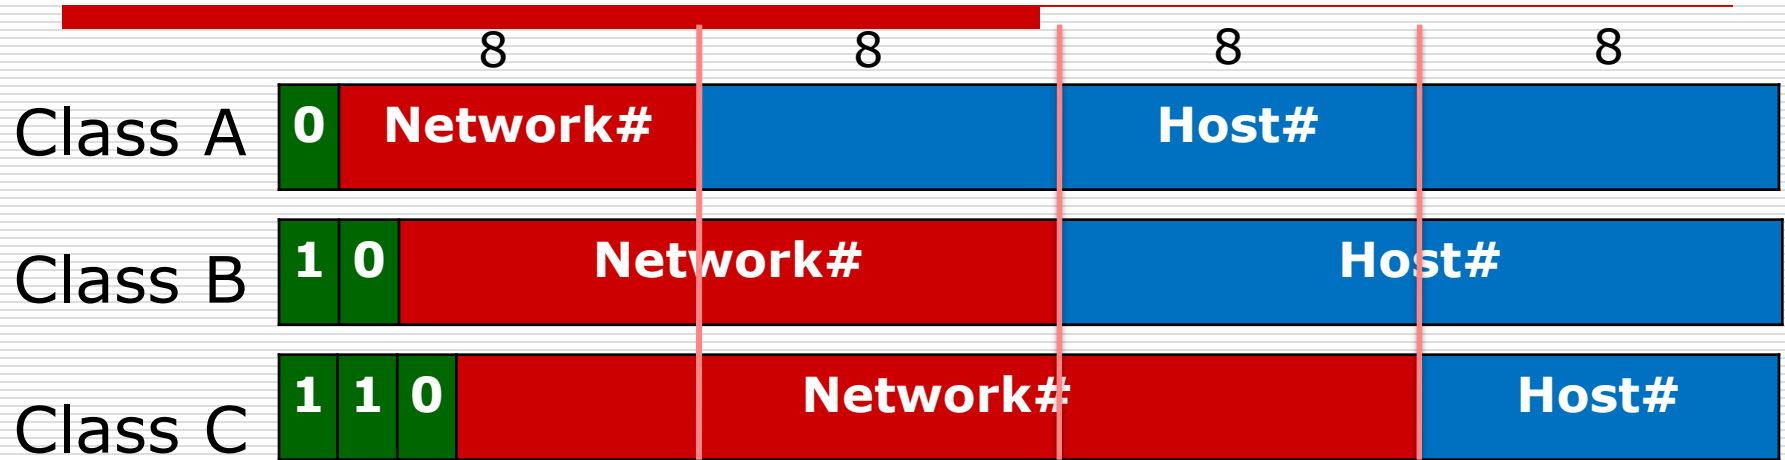 8 8 8 8
Class A 0 Network# Host#
Class B 1 0 Network# Host#
Class C 1 1 0 Network# Host#